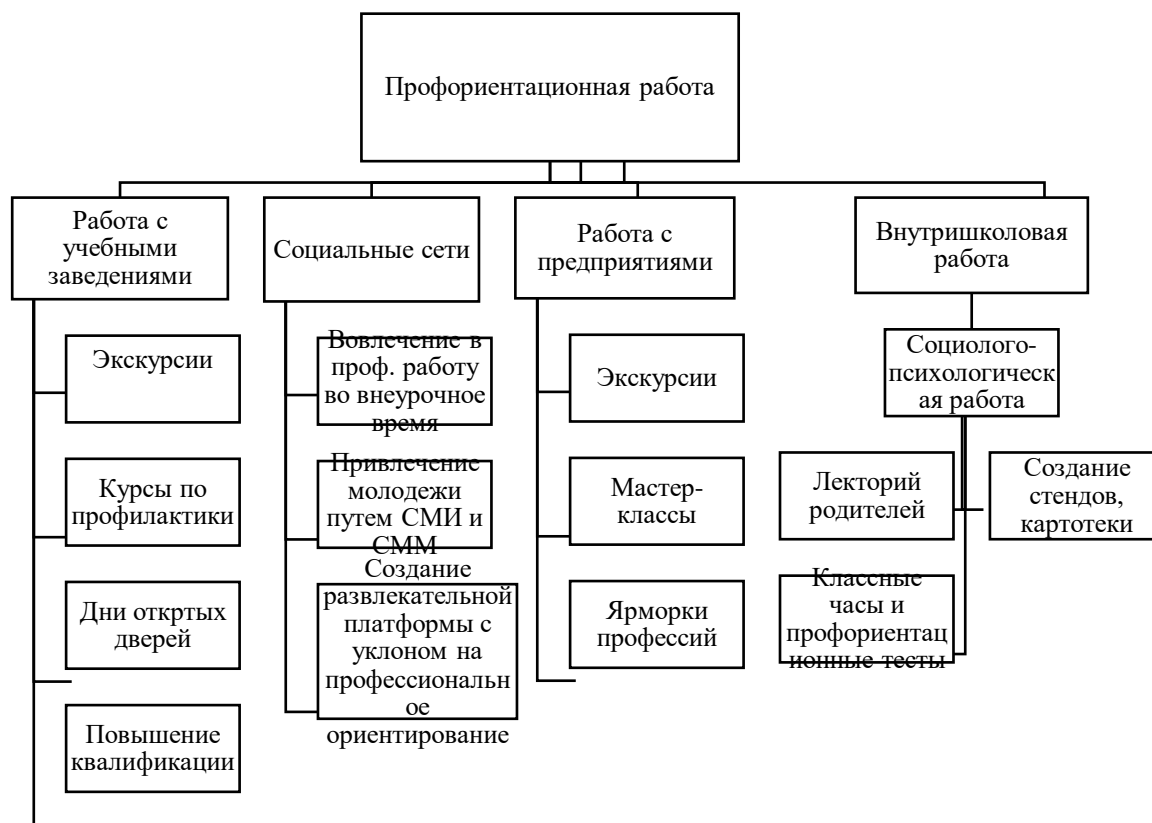 Профориентационная работа
Работа с
учебными
заведениями
Экскурсии
Курсы по
профилактики
Дни откртых
дверей
Повышение
квалификации
Социальные сети
Вовлечение в
проф. работу
во внеурочное
время
Привлечение
молодежи
путем СМИ и
СММ
Создание
развлекательной
платформы с
уклоном на
профессиональн
ое
ориентирование
Работа с
предприятиями
Экскурсии
Мастер-
классы
Ярморки
профессий
Внутришколовая
работа
Социолого-
психологическ
ая работа
Лекторий
родителей
Создание
стендов,
картотеки
Классные
часы и
профориентац
ионные тесты